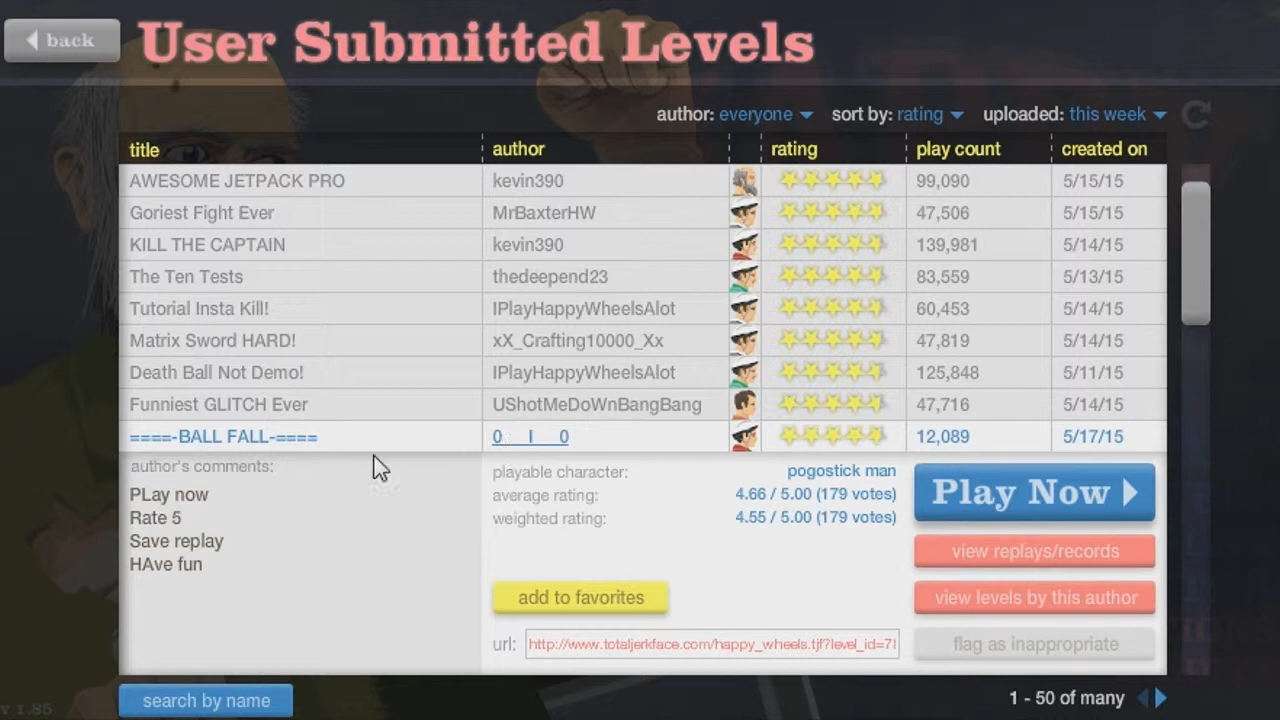 back
User Submitted Levels
author: everyone sort by: rating uploaded: this week
title author rating play count created on
AWESOME JETPACK PRO kevin390 99,090 5/15/15
Goriest Fight Ever MrBaxterHW 47,506 5/15/15
KILL THE CAPTAIN kevin390 139,981 5/14/15
The Ten Tests thedeepend23 83,559 5/13/15
Tutorial Insta Kill! IPlayHappyWheelsAlot 60,453 5/14/15
Matrix Sword HARD! xX_Crafting10000_Xx 47,819 5/14/15
Death Ball Not Demo! IPlayHappyWheelsAlot 125,848 5/11/15
Funniest GLITCH Ever UShotMeDoWnBangBang 47,716 5/14/15
====-BALL FALL-==== 0 I 0 12,089 5/17/15
author's comments:
PLay now
Rate 5
Save replay
HAve fun
playable character: pogostick man
average rating: 4.66 / 5.00 (179 votes)
weighted rating: 4.55 / 5.00 (179 votes)
Play Now
view replays/records
add to favorites
view levels by this author
url: http://www.totaljerkface.com/happy_wheels.tjf?level_id=7
flag as inappropriate
search by name
1 - 50 of many
v 1.85